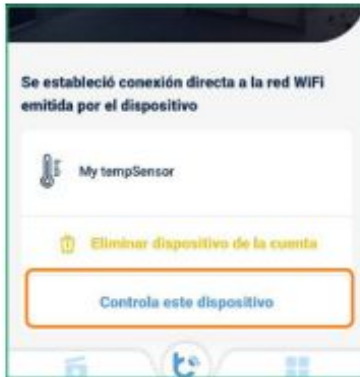 Se estableció conexión directa a la red WiFi
emitida por el dispositivo
My tempSensor
Eliminar dispositivo de la cuenta
Controla este dispositivo